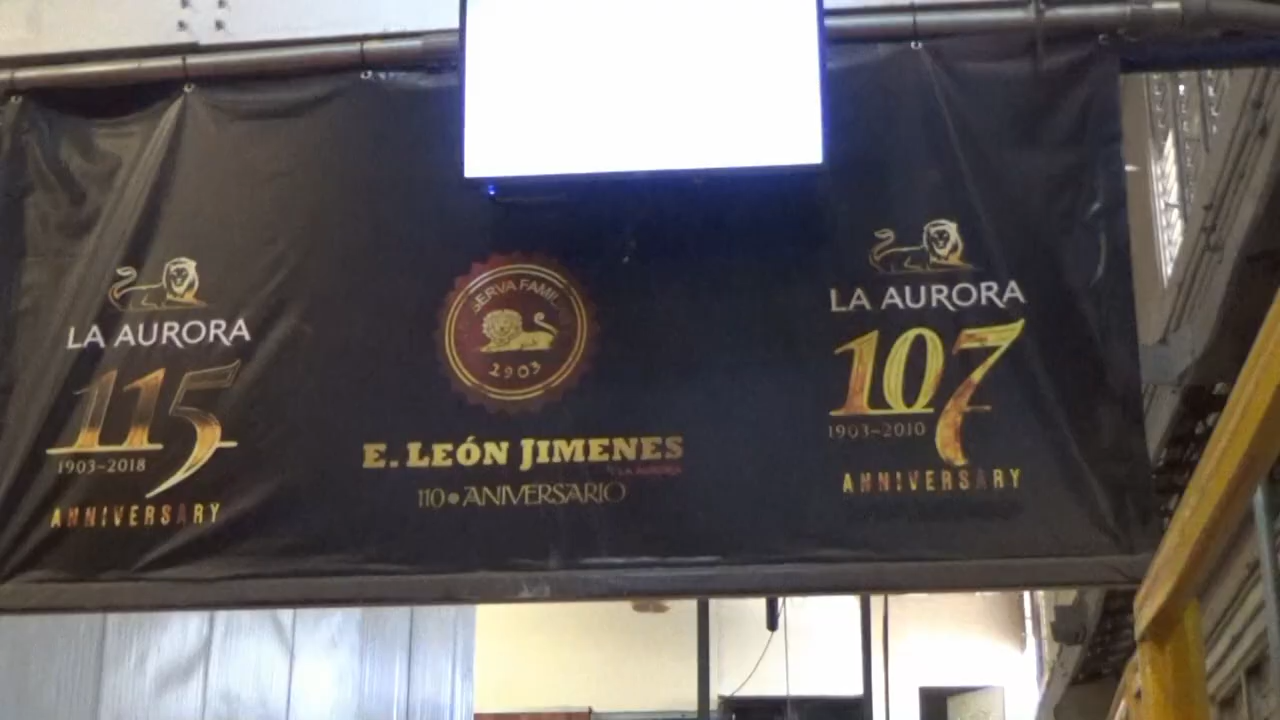 LA AURORA
115
1903-2018
ANNIVERSARY
SERVA FAMIL
1903
E. LEÓN JIMENES
LA AURORA
110 • ANIVERSARIO
LA AURORA
107
1903-2010
ANNIVERSARY